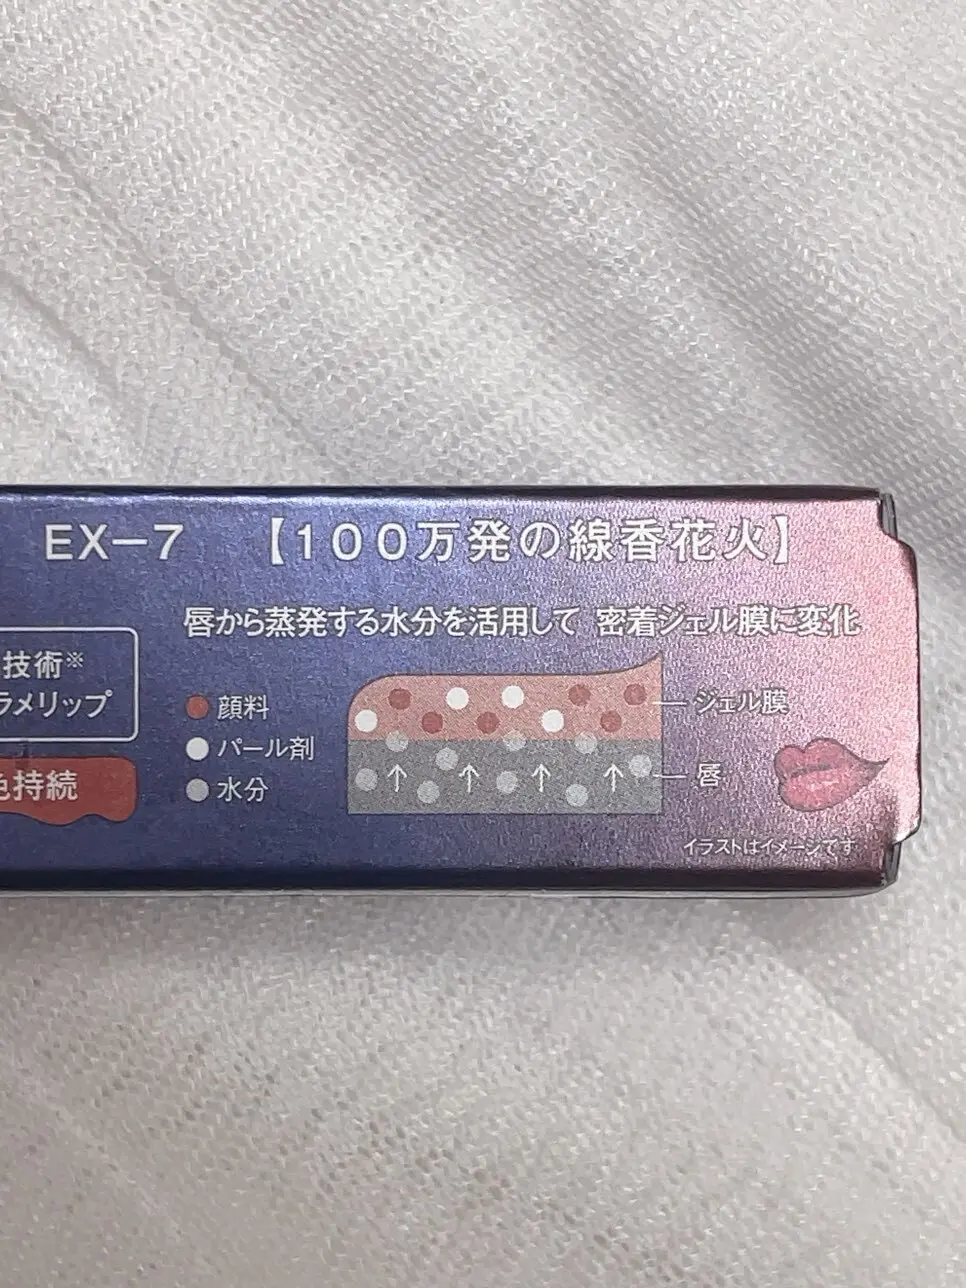 EX−7 【１００万発の線香花火】
唇から蒸発する水分を活用して 密着ジェル膜に変化
技術※
ラメリップ
色持続
顔料
パール剤
水分
ジェル膜
唇
イラストはイメージです